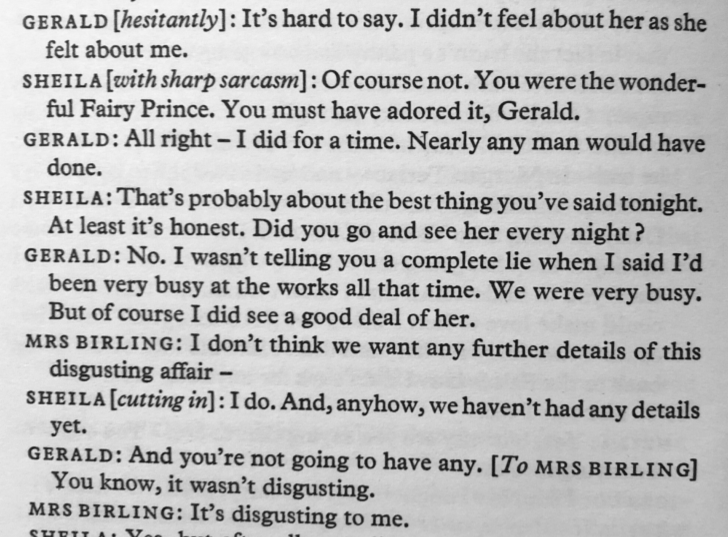 GERALD [hesitantly]: It's hard to say. I didn't feel about her as she
felt about me.
SHEILA [with sharp sarcasm]: Of course not. You were the wonder-
ful Fairy Prince. You must have adored it, Gerald.
GERALD: All right – I did for a time. Nearly any man would have
done.
SHEILA: That's probably about the best thing you've said tonight.
At least it's honest. Did you go and see her every night?
GERALD: No. I wasn't telling you a complete lie when I said I'd
been very busy at the works all that time. We were very busy.
But of course I did see a good deal of her.
MRS BIRLING: I don't think we want any further details of this
disgusting affair –
SHEILA [cutting in]: I do. And, anyhow, we haven't had any details
yet.
GERALD: And you're not going to have any. [To MRS BIRLING]
You know, it wasn't disgusting.
MRS BIRLING: It's disgusting to me.
SHEILA: Yes, but